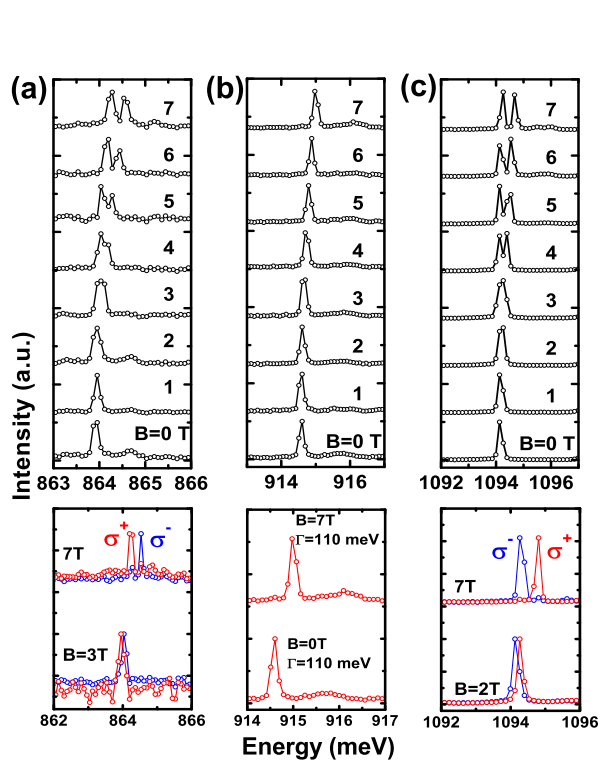 (a)
7
6
5
4
3
2
1
B=0 T
863 864 865 866
(b)
7
6
5
4
3
2
1
B=0 T
914 916
(c)
7
6
5
4
3
2
1
B=0 T
1092 1094 1096
Intensity (a.u.)
σ+ σ-
7T
B=3T
862 864 866
B=7T
Γ=110 meV
B=0T
Γ=110 meV
914 915 916 917
σ- σ+
7T
B=2T
1092 1094 1096
Energy (meV)